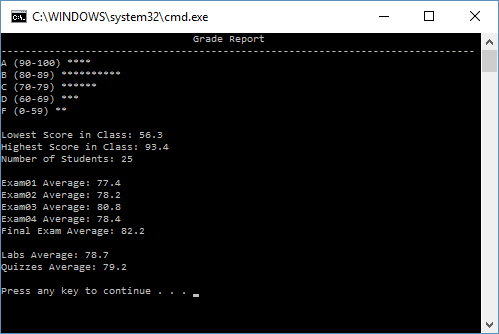 C:\WINDOWS\system32\cmd.exe
Grade Report
--------------------------------------------------------------------------------
A (90-100) ****
B (80-89) **********
C (70-79) ******
D (60-69) ***
F (0-59) **
Lowest Score in Class: 56.3
Highest Score in Class: 93.4
Number of Students: 25
Exam01 Average: 77.4
Exam02 Average: 78.2
Exam03 Average: 80.8
Exam04 Average: 78.4
Final Exam Average: 82.2
Labs Average: 78.7
Quizzes Average: 79.2
Press any key to continue . . .